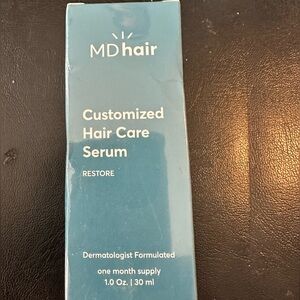 MDhair
Customized
Hair Care
Serum
RESTORE
Dermatologist Formulated
one month supply
1.0 Oz. | 30 ml